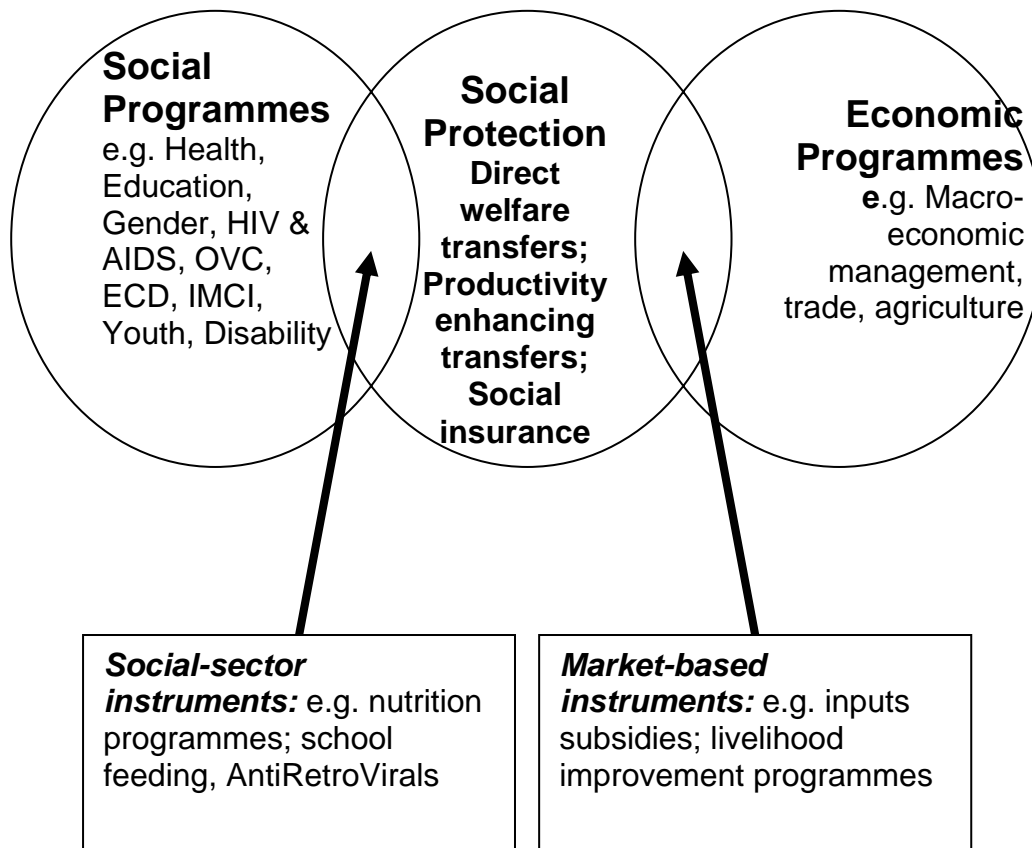 Social
Programmes
e.g. Health,
Education,
Gender, HIV &
AIDS, OVC,
ECD, IMCI,
Youth, Disability
Social
Protection
Direct
welfare
transfers;
Productivity
enhancing
transfers;
Social
insurance
Economic
Programmes
e.g. Macro-
economic
management,
trade, agriculture
Social-sector
instruments: e.g. nutrition
programmes; school
feeding, AntiRetroVirals
Market-based
instruments: e.g. inputs
subsidies; livelihood
improvement programmes